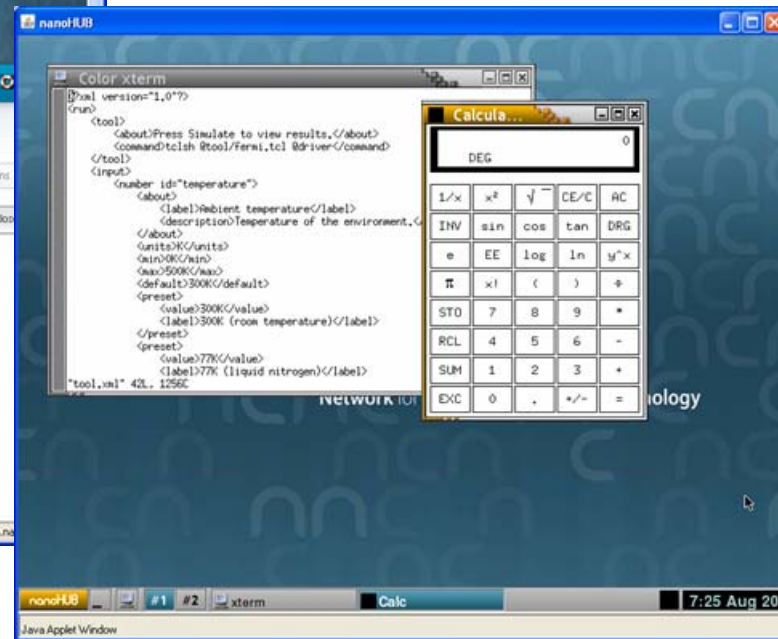 nanoHUB
Color xterm
<?xml version="1.0"?>
<run>
<tool>
<about>Press Simulate to view results.</about>
<command>tclsh @tool/fermi.tcl @driver</command>
</tool>
<input>
<number id="temperature">
<about>
<label>Ambient temperature</label>
<description>Temperature of the environment.<
</about>
<units>K</units>
<min>0K</min>
<max>500K</max>
<default>300K</default>
<preset>
<value>300K</value>
<label>300K (room temperature)</label>
</preset>
<preset>
<value>77K</value>
<label>77K (liquid nitrogen)</label>
"tool.xml" 42L, 1256C
Calcula...
0
DEG
1/x x² √ CE/C AC
INV sin cos tan DRG
e EE log ln y^x
π x! ( ) ÷
STO 7 8 9 *
RCL 4 5 6 -
SUM 1 2 3 +
EXC 0 . +/- =
Network for
ology
nanoHUB _ #1 #2 xterm Calc 7:25 Aug 20
Java Applet Window